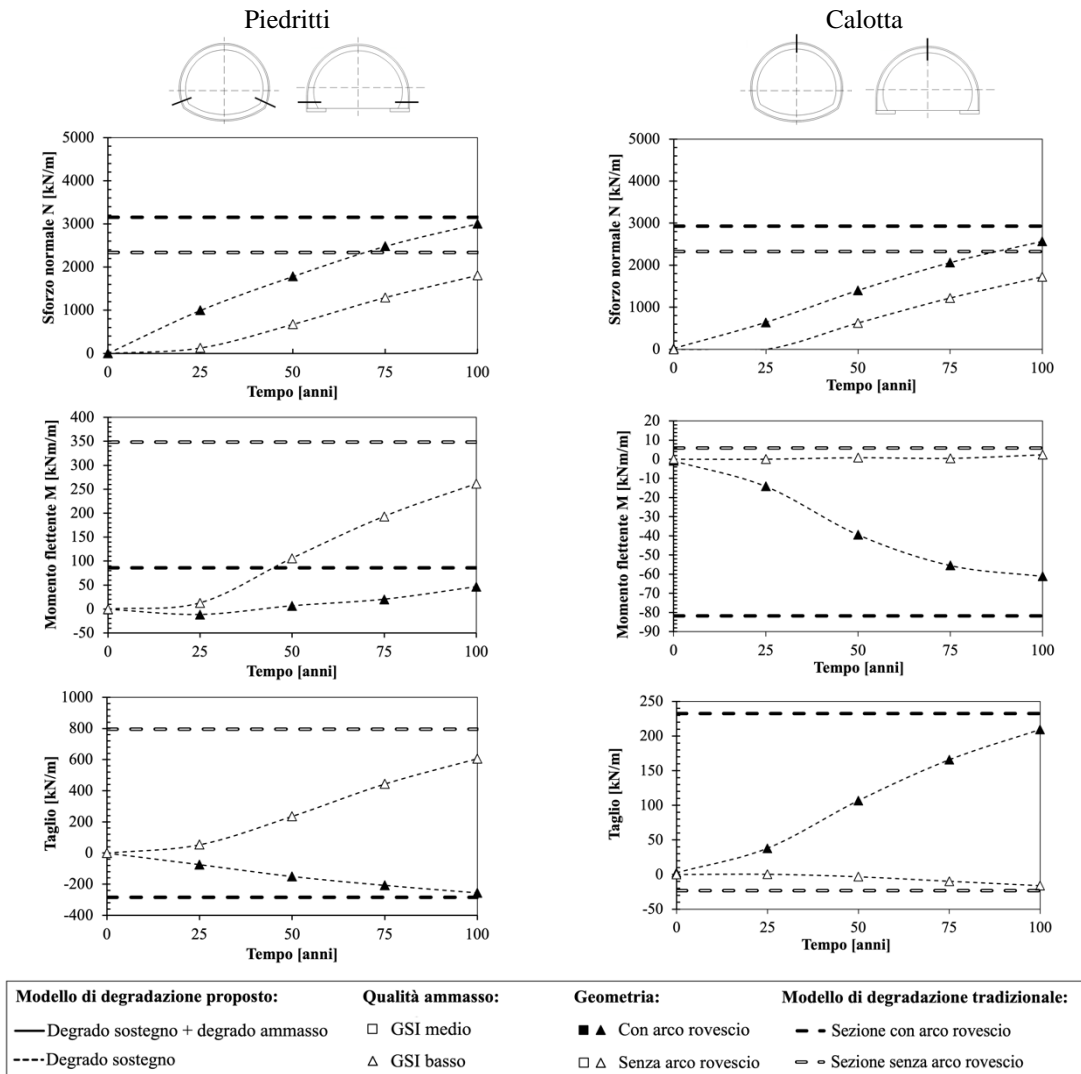 Piedritti
Calotta
Sforzo normale N [kN/m]
5000
4000
3000
2000
1000
0
0 25 50 75 100
Tempo [anni]
Sforzo normale N [kN/m]
5000
4000
3000
2000
1000
0
0 25 50 75 100
Tempo [anni]
Momento flettente M [kNm/m]
400
350
300
250
200
150
100
50
0
-50
0 25 50 75 100
Tempo [anni]
Momento flettente M [kNm/m]
20
10
0
-10
-20
-30
-40
-50
-60
-70
-80
-90
0 25 50 75 100
Tempo [anni]
Taglio [kN/m]
1000
800
600
400
200
0
-200
-400
0 25 50 75 100
Tempo [anni]
Taglio [kN/m]
250
200
150
100
50
0
-50
0 25 50 75 100
Tempo [anni]
Modello di degradazione proposto:
Degrado sostegno + degrado ammasso
Degrado sostegno
Qualità ammasso:
GSI medio
GSI basso
Geometria:
Con arco rovescio
Senza arco rovescio
Modello di degradazione tradizionale:
Sezione con arco rovescio
Sezione senza arco rovescio